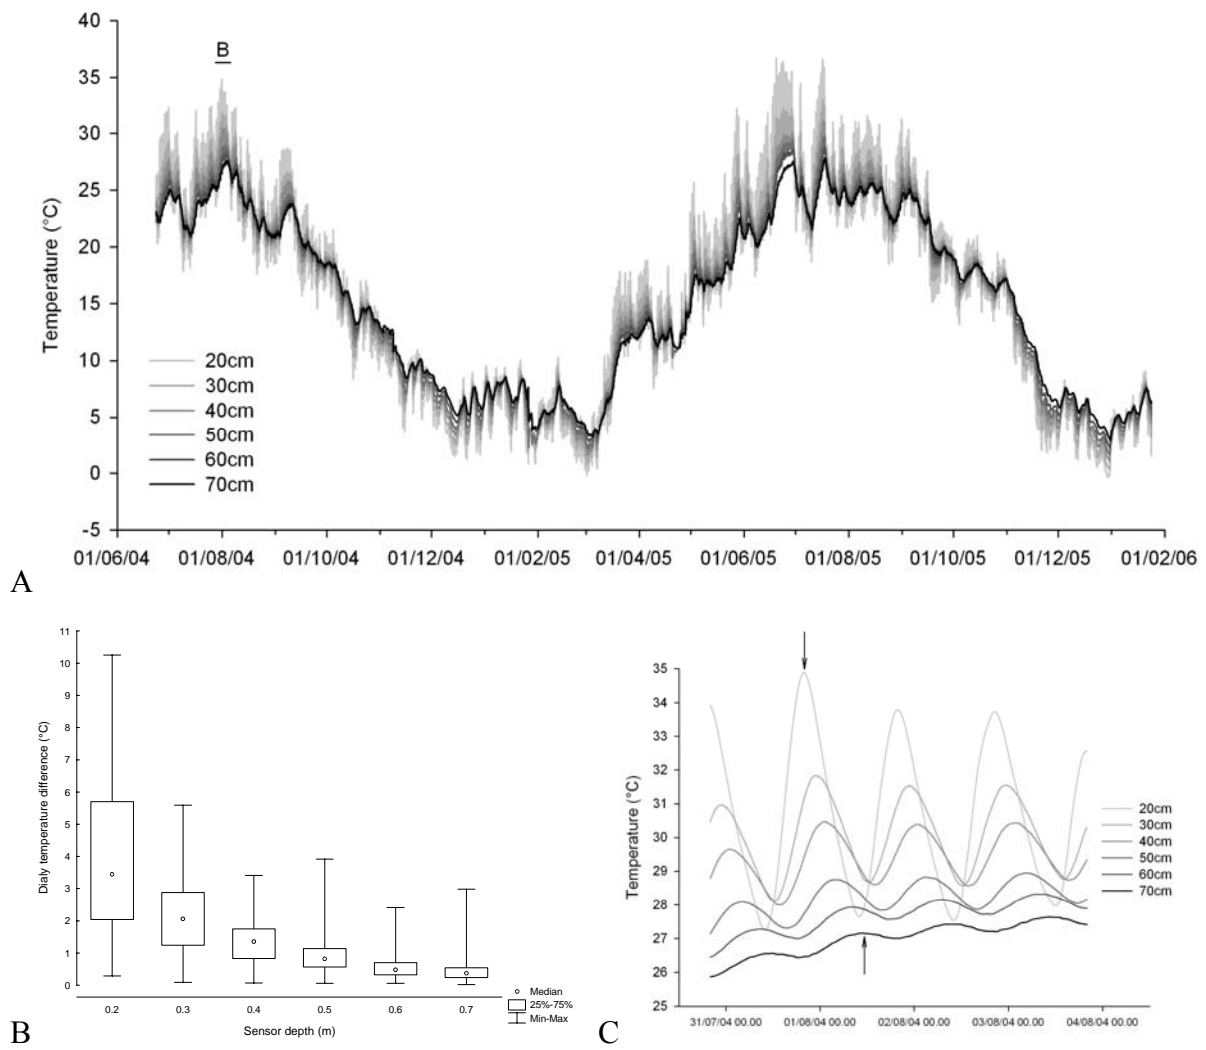 40
35
30
25
20
15
10
5
0
-5
Temperature (°C)
B
20cm
30cm
40cm
50cm
60cm
70cm
01/06/04 01/08/04 01/10/04 01/12/04 01/02/05 01/04/05 01/06/05 01/08/05 01/10/05 01/12/05 01/02/06
A
11
10
9
8
7
6
5
4
3
2
1
0
Dialy temperature difference (°C)
0.2 0.3 0.4 0.5 0.6 0.7
Sensor depth (m)
Median
25%-75%
Min-Max
B
35
34
33
32
31
30
29
28
27
26
25
Temperature (°C)
20cm
30cm
40cm
50cm
60cm
70cm
31/07/04 00.00 01/08/04 00.00 02/08/04 00.00 03/08/04 00.00 04/08/04 00.00
C